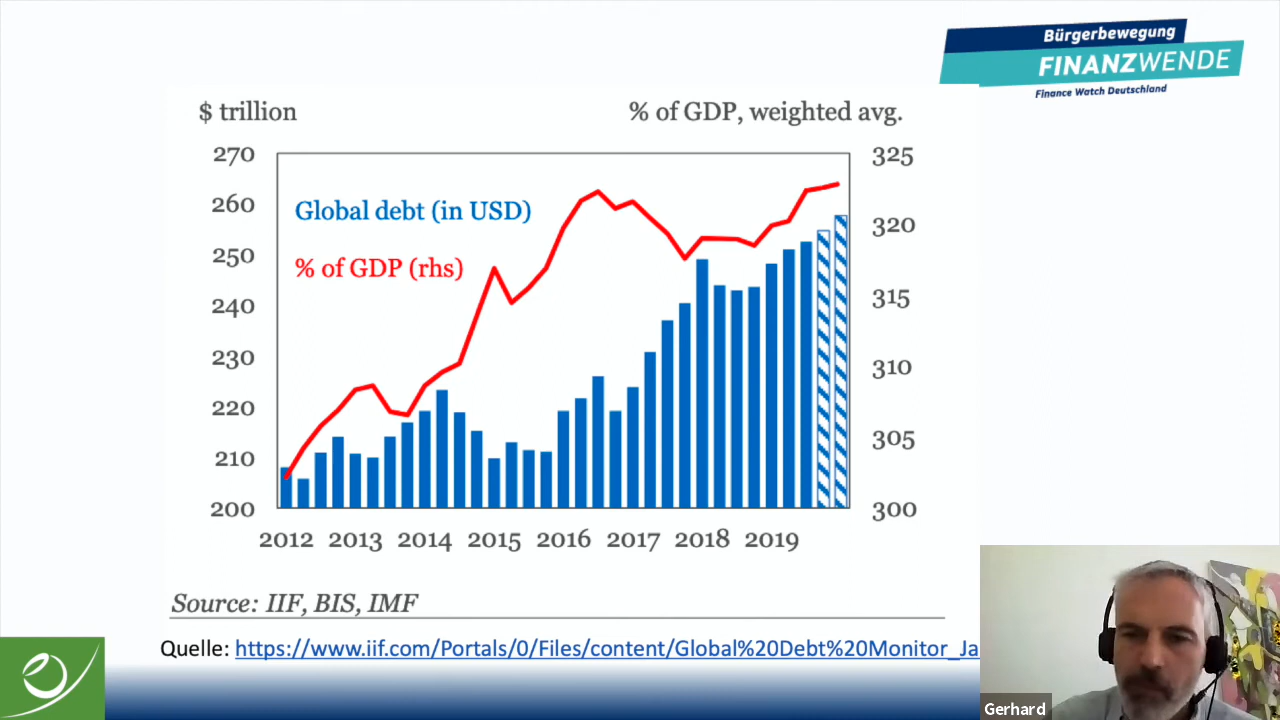 Bürgerbewegung
FINANZWENDE
Finance Watch Deutschland
$ trillion
% of GDP, weighted avg.
270
325
260
Global debt (in USD)
320
250
% of GDP (rhs)
240
315
230
310
220
210
305
200
300
2012 2013 2014 2015 2016 2017 2018 2019
Source: IIF, BIS, IMF
Quelle: https://www.iif.com/Portals/0/Files/content/Global%20Debt%20Monitor_Ja
Gerhard